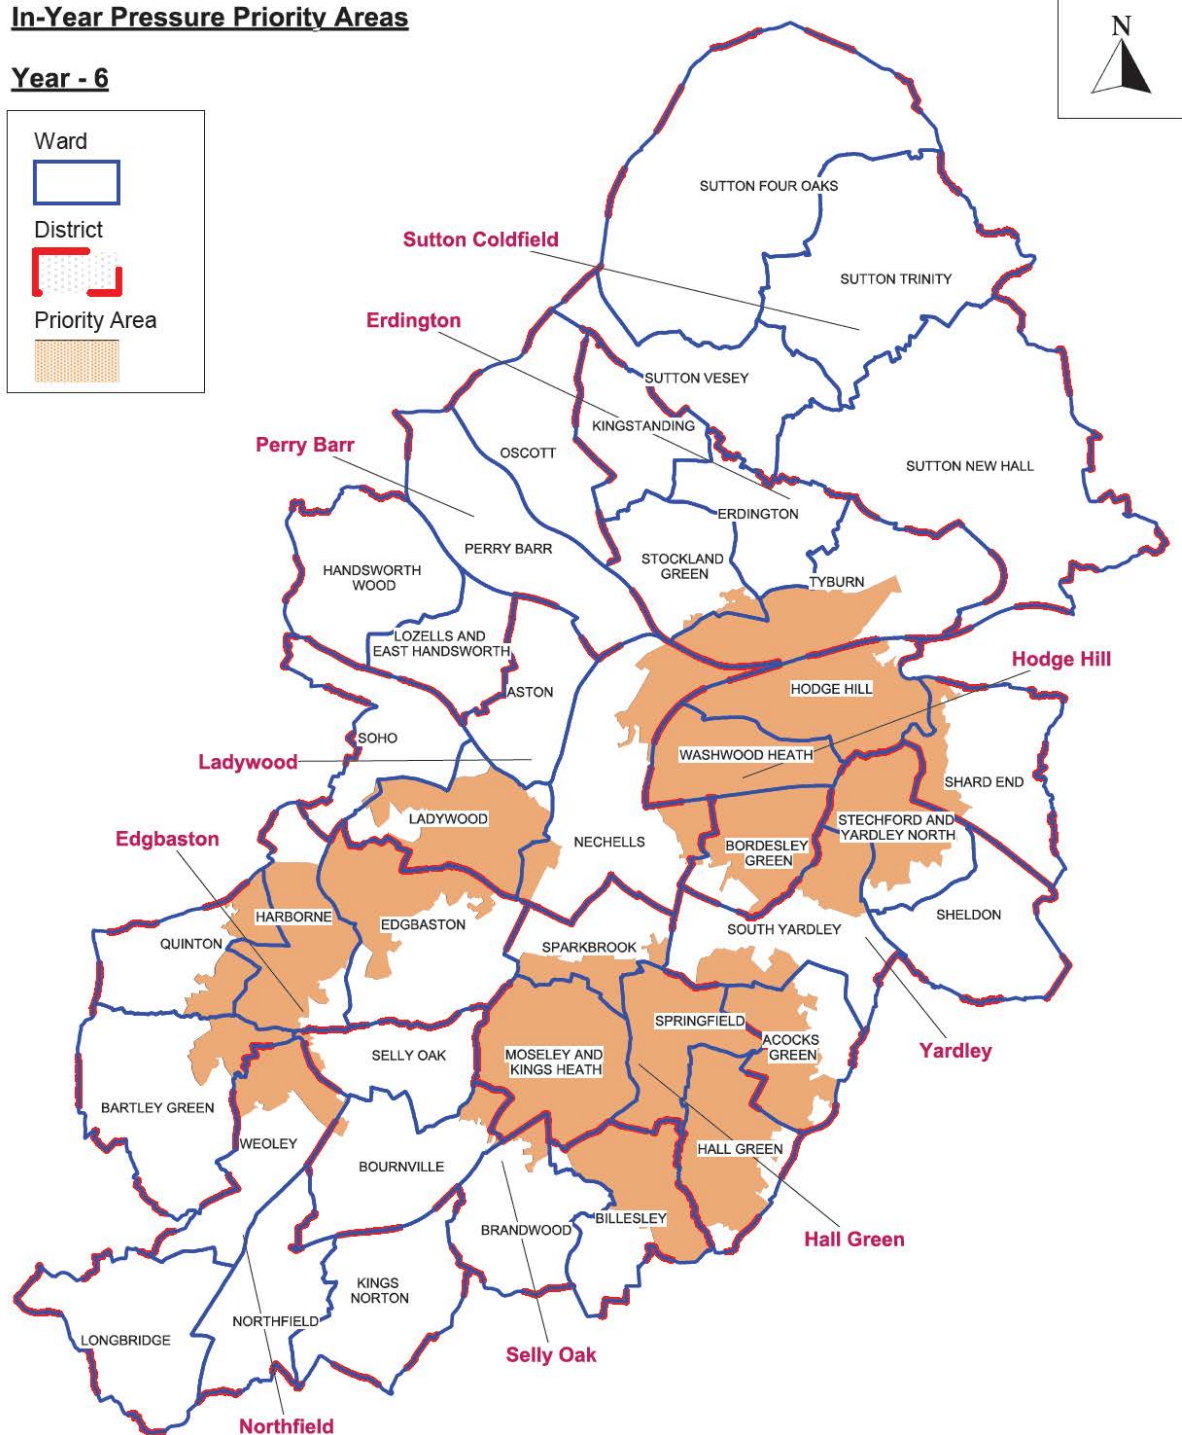 In-Year Pressure Priority Areas
N
Year - 6
Ward
District
Priority Area
SUTTON FOUR OAKS
Sutton Coldfield
SUTTON TRINITY
Erdington
SUTTON VESEY
KINGSTANDING
Perry Barr
OSCOTT
SUTTON NEW HALL
ERDINGTON
PERRY BARR
STOCKLAND
GREEN
HANDSWORTH
WOOD
TYBURN
LOZELLS AND
EAST HANDSWORTH
Hodge Hill
HODGE HILL
ASTON
SOHO
WASHWOOD HEATH
Ladywood
SHARD END
LADYWOOD
STECHFORD AND
YARDLEY NORTH
Edgbaston
NECHELLS
BORDESLEY
GREEN
HARBORNE
EDGBASTON
SHELDON
QUINTON
SPARKBROOK
SOUTH YARDLEY
SPRINGFIELD
ACOCKS
GREEN
Yardley
SELLY OAK
MOSELEY AND
KINGS HEATH
BARTLEY GREEN
WEOLEY
HALL GREEN
BOURNVILLE
BRANDWOOD
BILLESLEY
Hall Green
KINGS
NORTON
NORTHFIELD
LONGBRIDGE
Selly Oak
Northfield